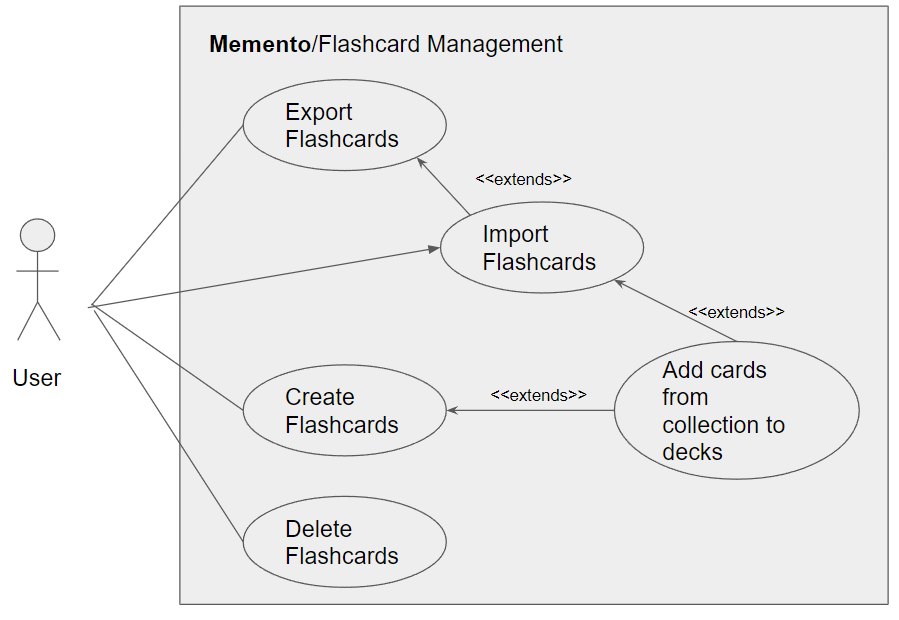 Memento/Flashcard Management
Export
Flashcards
<<extends>>
Import
Flashcards
<<extends>>
User
Create
Flashcards
<<extends>>
Add cards
from
collection to
decks
Delete
Flashcards